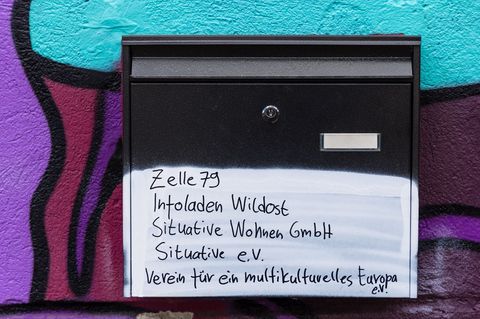 Zelle 79
Infoladen Wildost
Situative Wohnen GmbH
Situative e.V.
Verein für ein multikulturelles Europa
e.V.